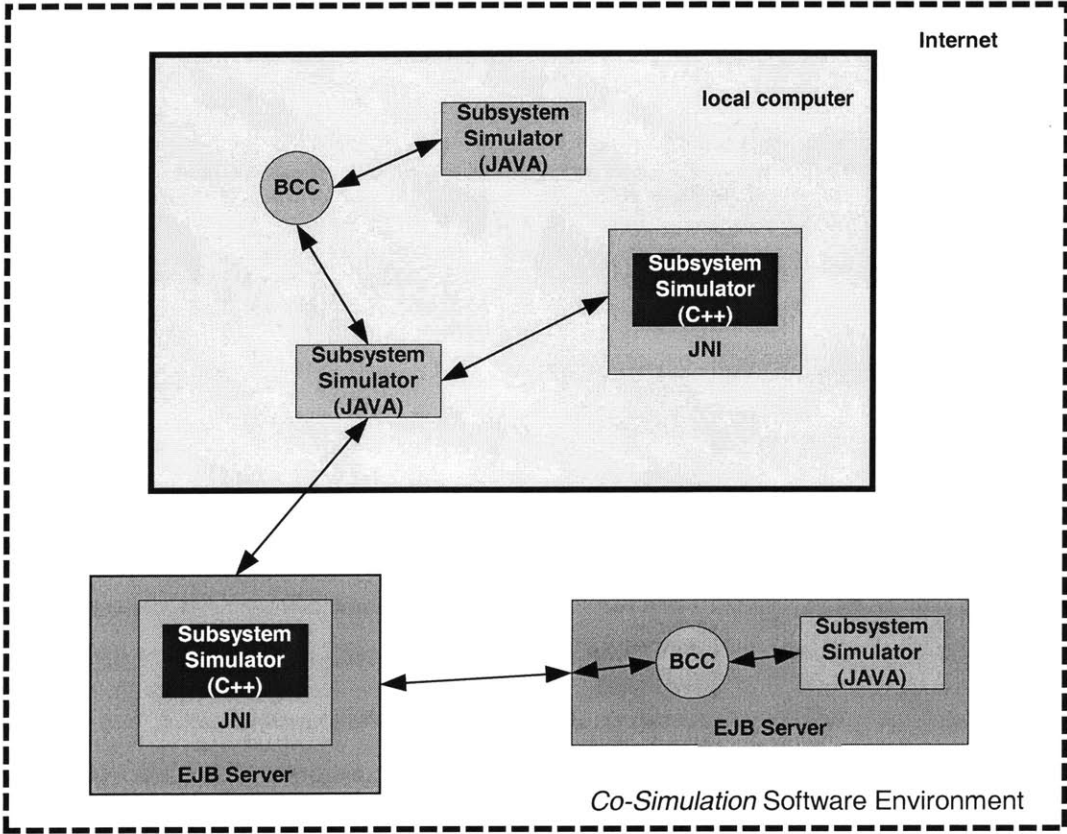 Internet
local computer
Subsystem
Simulator
(JAVA)
BCC
Subsystem
Simulator
(C++)
JNI
Subsystem
Simulator
(JAVA)
Subsystem
Simulator
(C++)
JNI
EJB Server
BCC
Subsystem
Simulator
(JAVA)
EJB Server
Co-Simulation Software Environment